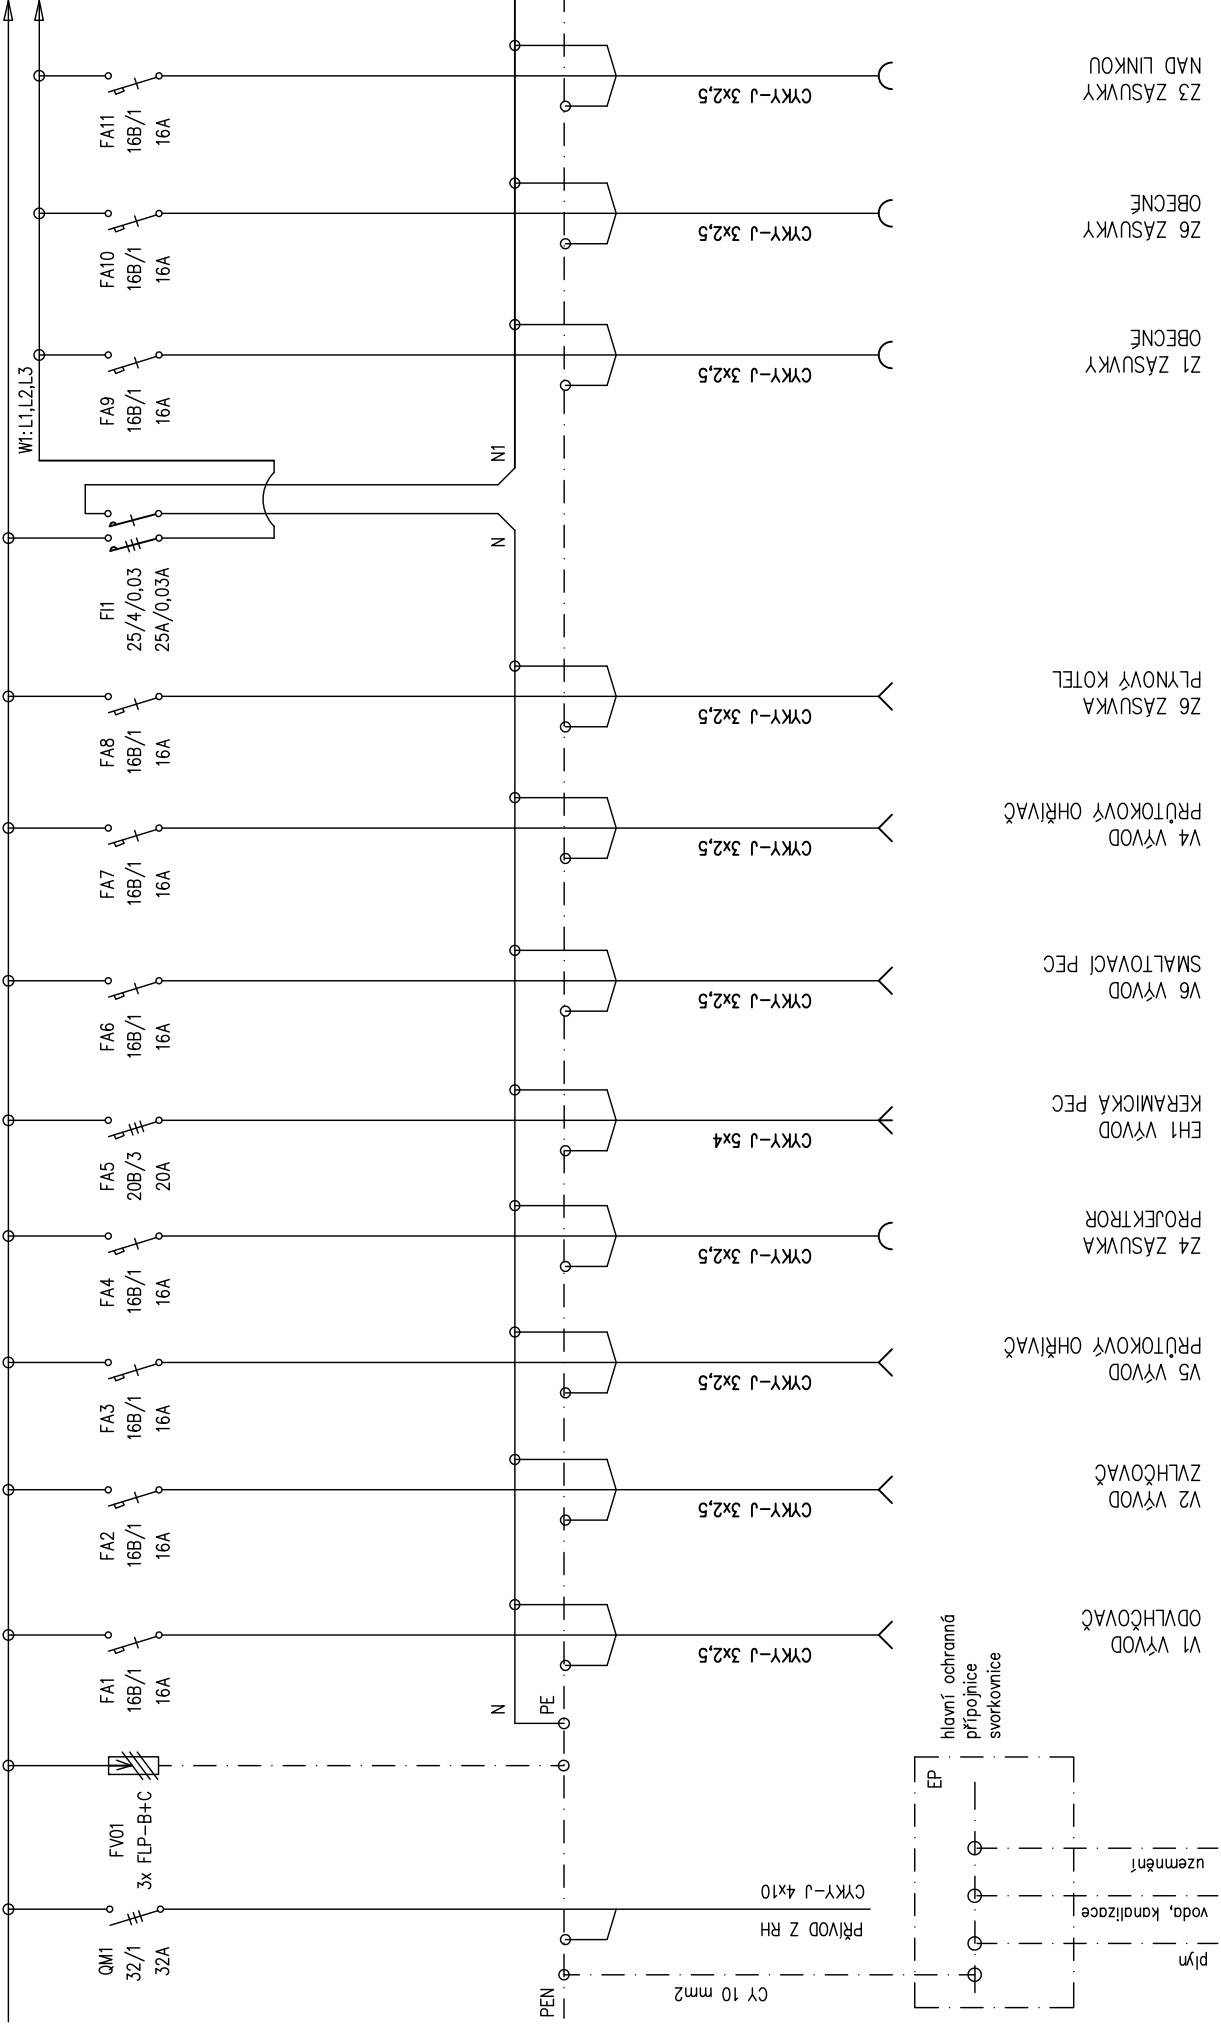 QM1
32/1
32A
FV01
3x FLP-B+C
FA1
16B/1
16A
FA2
16B/1
16A
FA3
16B/1
16A
FA4
16B/1
16A
FA5
20B/3
20A
FA6
16B/1
16A
FA7
16B/1
16A
FA8
16B/1
16A
FI1
25/4/0,03
25A/0,03A
W1:L1,L2,L3
FA9
16B/1
16A
FA10
16B/1
16A
FA11
16B/1
16A
PEN
N
PE
N
N1
CY 10 mm2
PŘÍVOD Z RH
CYKY-J 4x10
CYKY-J 3x2,5
CYKY-J 3x2,5
CYKY-J 3x2,5
CYKY-J 3x2,5
CYKY-J 5x4
CYKY-J 3x2,5
CYKY-J 3x2,5
CYKY-J 3x2,5
CYKY-J 3x2,5
CYKY-J 3x2,5
CYKY-J 3x2,5
EP
hlavní ochranná
přípojnice
svorkovnice
plyn
voda, kanalizace
uzemnění
V1 VÝVOD
ODVLHČOVAČ
V2 VÝVOD
ZVLHČOVAČ
V5 VÝVOD
PRŮTOKOVÝ OHŘÍVAČ
Z4 ZÁSUVKA
PROJEKTROR
EH1 VÝVOD
KERAMICKÁ PEC
V6 VÝVOD
SMALTOVACÍ PEC
V4 VÝVOD
PRŮTOKOVÝ OHŘÍVAČ
Z6 ZÁSUVKA
PLYNOVÝ KOTEL
Z1 ZÁSUVKY
OBECNÉ
Z6 ZÁSUVKY
OBECNÉ
Z3 ZÁSUVKY
NAD LINKOU